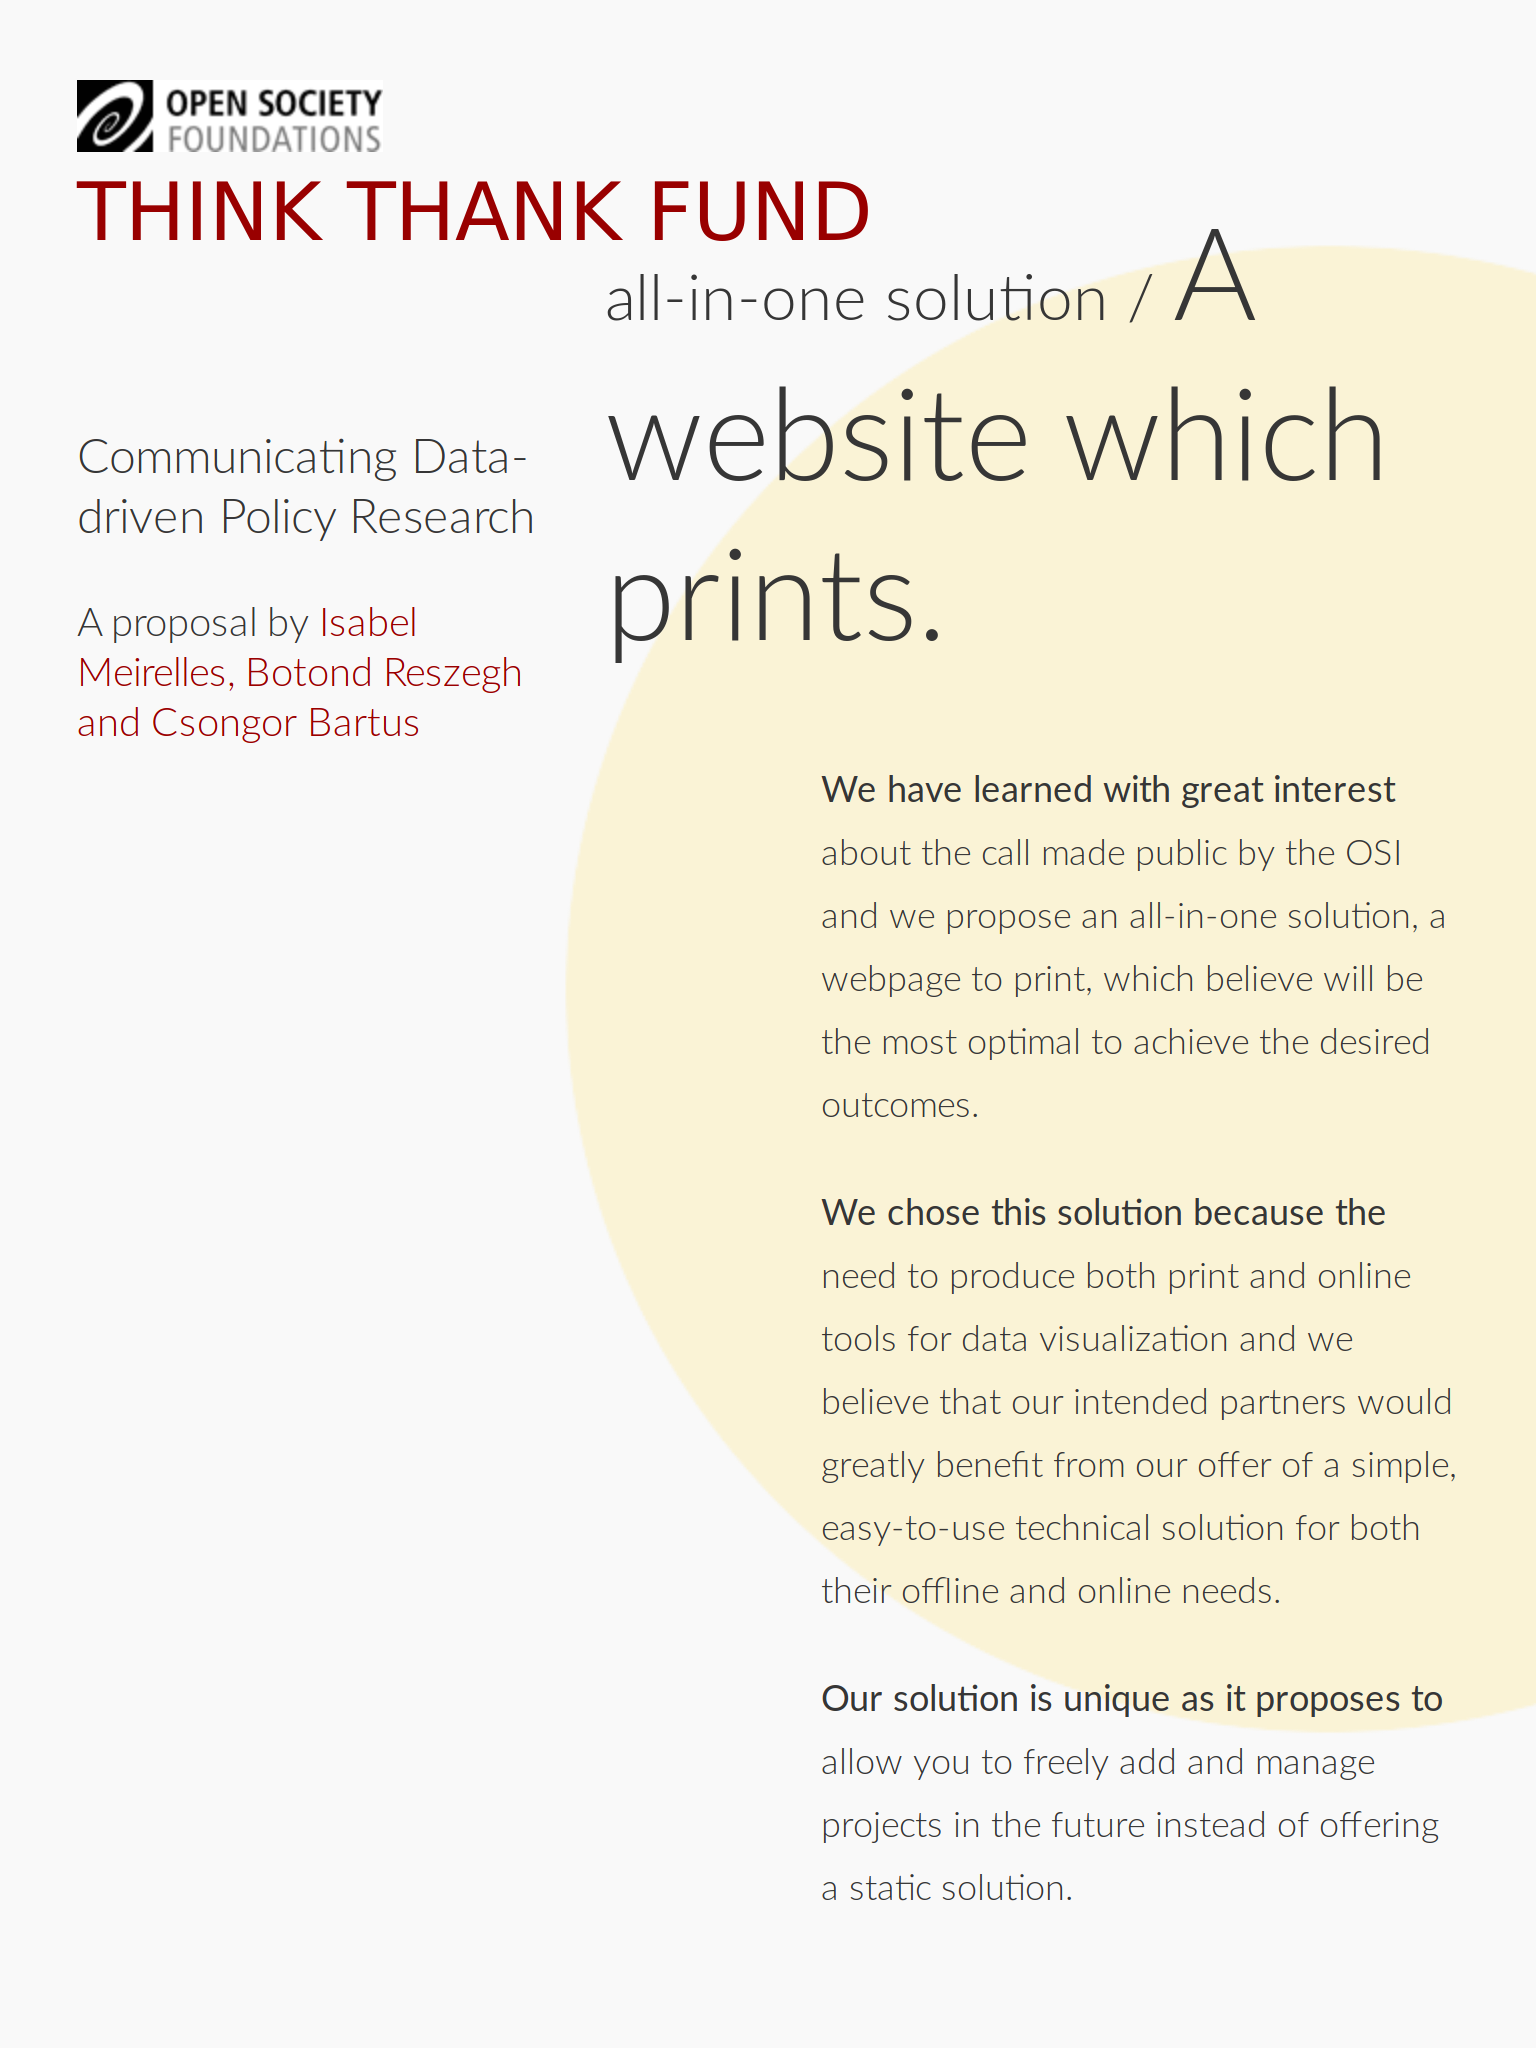 OPEN SOCIETY
FOUNDATIONS
THINK THANK FUND
all-in-one solution / A
website which
prints.
Communicating Data-
driven Policy Research
A proposal by Isabel
Meirelles, Botond Reszegh
and Csongor Bartus
We have learned with great interest
about the call made public by the OSI
and we propose an all-in-one solution, a
webpage to print, which believe will be
the most optimal to achieve the desired
outcomes.
We chose this solution because the
need to produce both print and online
tools for data visualization and we
believe that our intended partners would
greatly benefit from our offer of a simple,
easy-to-use technical solution for both
their offline and online needs.
Our solution is unique as it proposes to
allow you to freely add and manage
projects in the future instead of offering
a static solution.